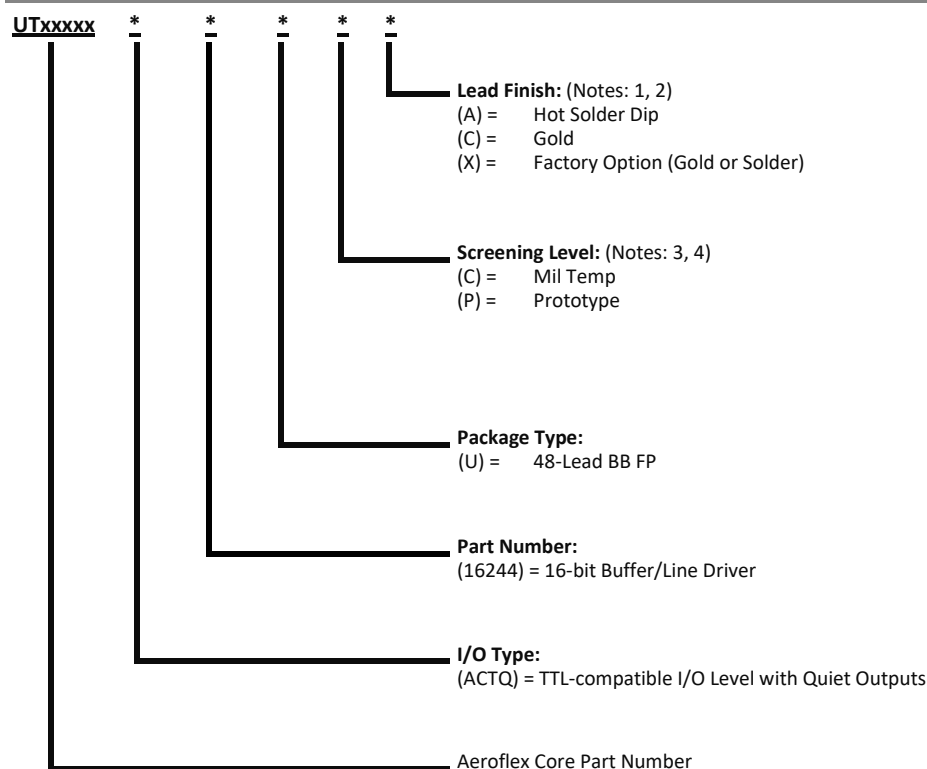 UTxxxxx * * * * *
Lead Finish: (Notes: 1, 2)
(A) = Hot Solder Dip
(C) = Gold
(X) = Factory Option (Gold or Solder)
Screening Level: (Notes: 3, 4)
(C) = Mil Temp
(P) = Prototype
Package Type:
(U) = 48-Lead BB FP
Part Number:
(16244) = 16-bit Buffer/Line Driver
I/O Type:
(ACTQ) = TTL-compatible I/O Level with Quiet Outputs
Aeroflex Core Part Number